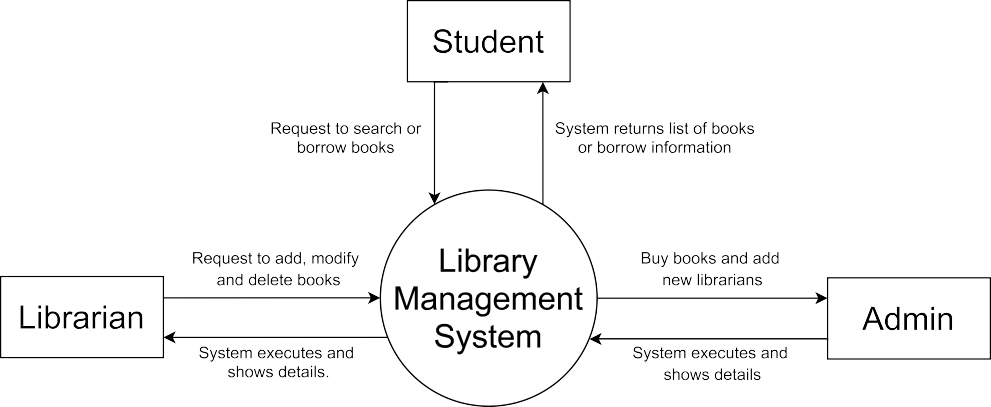 Student
Request to search or
borrow books
System returns list of books
or borrow information
Library
Management
System
Request to add, modify
and delete books
Librarian
System executes and
shows details.
Buy books and add
new librarians
Admin
System executes and
shows details